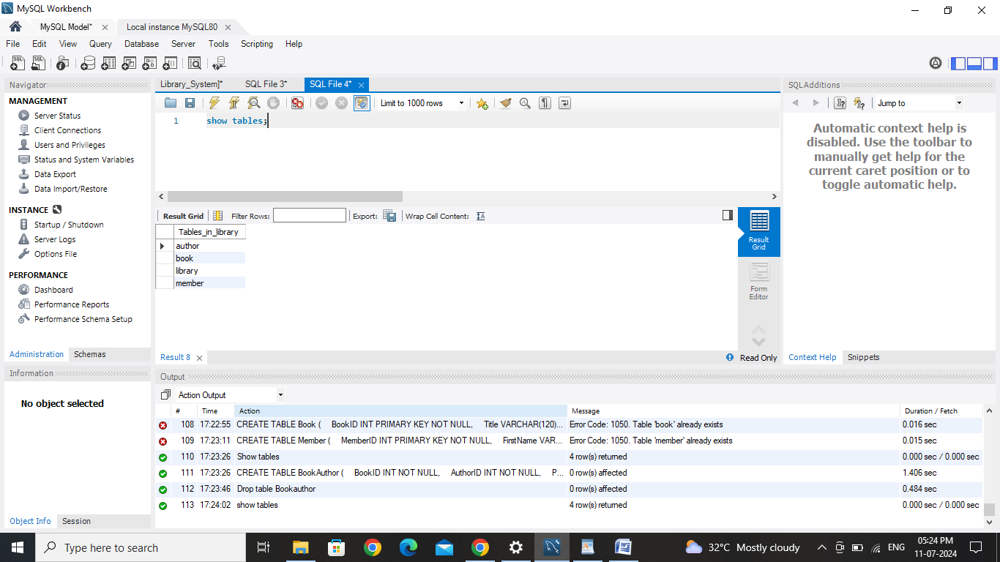 MySQL Workbench
MySQL Model*
Local instance MySQL80
File Edit View Query Database Server Tools Scripting Help
Navigator
MANAGEMENT
Server Status
Client Connections
Users and Privileges
Status and System Variables
Data Export
Data Import/Restore
INSTANCE
Startup / Shutdown
Server Logs
Options File
PERFORMANCE
Dashboard
Performance Reports
Performance Schema Setup
Administration Schemas
Information
No object selected
Object Info Session
Library_System]* SQL File 3* SQL File 4*
Limit to 1000 rows
1 show tables;
Result Grid Filter Rows: Export: Wrap Cell Content:
Tables_in_library
author
book
library
member
Result
Grid
Form
Editor
Result 8
Read Only
SQLAdditions
Jump to
Automatic context help is
disabled. Use the toolbar to
manually get help for the
current caret position or to
toggle automatic help.
Context Help Snippets
Output
Action Output
# Time Action Message Duration / Fetch
108 17:22:55 CREATE TABLE Book ( BookID INT PRIMARY KEY NOT NULL, Title VARCHAR(120)... Error Code: 1050. Table 'book' already exists 0.016 sec
109 17:23:11 CREATE TABLE Member ( MemberID INT PRIMARY KEY NOT NULL, FirstName VAR... Error Code: 1050. Table 'member' already exists 0.015 sec
110 17:23:26 Show tables 4 row(s) returned 0.000 sec / 0.000 sec
111 17:23:26 CREATE TABLE BookAuthor ( BookID INT NOT NULL, AuthorID INT NOT NULL, P... 0 row(s) affected 1.406 sec
112 17:23:46 Drop table Bookauthor 0 row(s) affected 0.484 sec
113 17:24:02 show tables 4 row(s) returned 0.000 sec / 0.000 sec
Type here to search
32°C Mostly cloudy
ENG
05:24 PM
11-07-2024